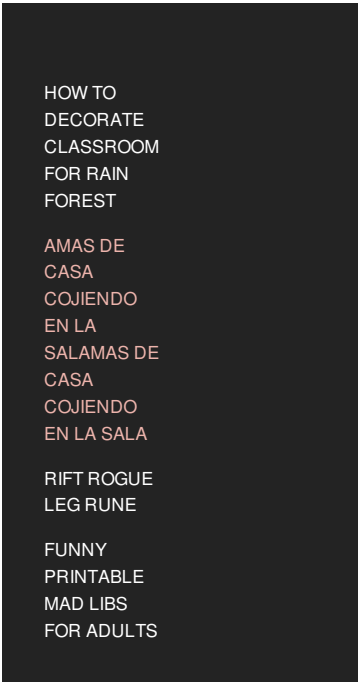 HOW TO
DECORATE
CLASSROOM
FOR RAIN
FOREST
AMAS DE
CASA
COJIENDO
EN LA
SALAMAS DE
CASA
COJIENDO
EN LA SALA
RIFT ROGUE
LEG RUNE
FUNNY
PRINTABLE
MAD LIBS
FOR ADULTS